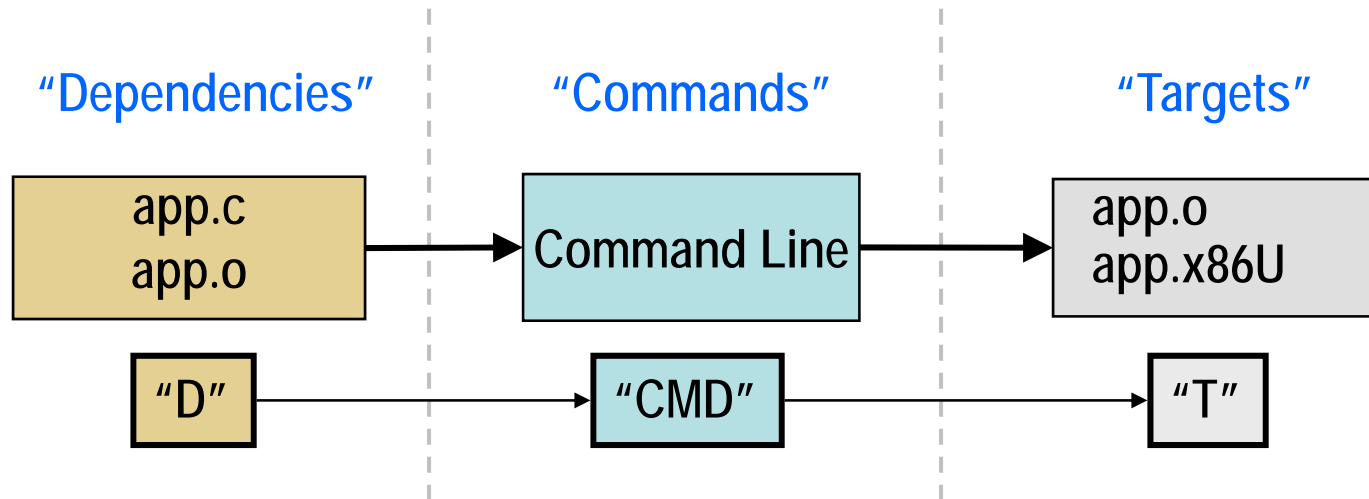 “Dependencies”
“Commands”
“Targets”
app.c
app.o
Command Line
app.o
app.x86U
“D”
“CMD”
“T”